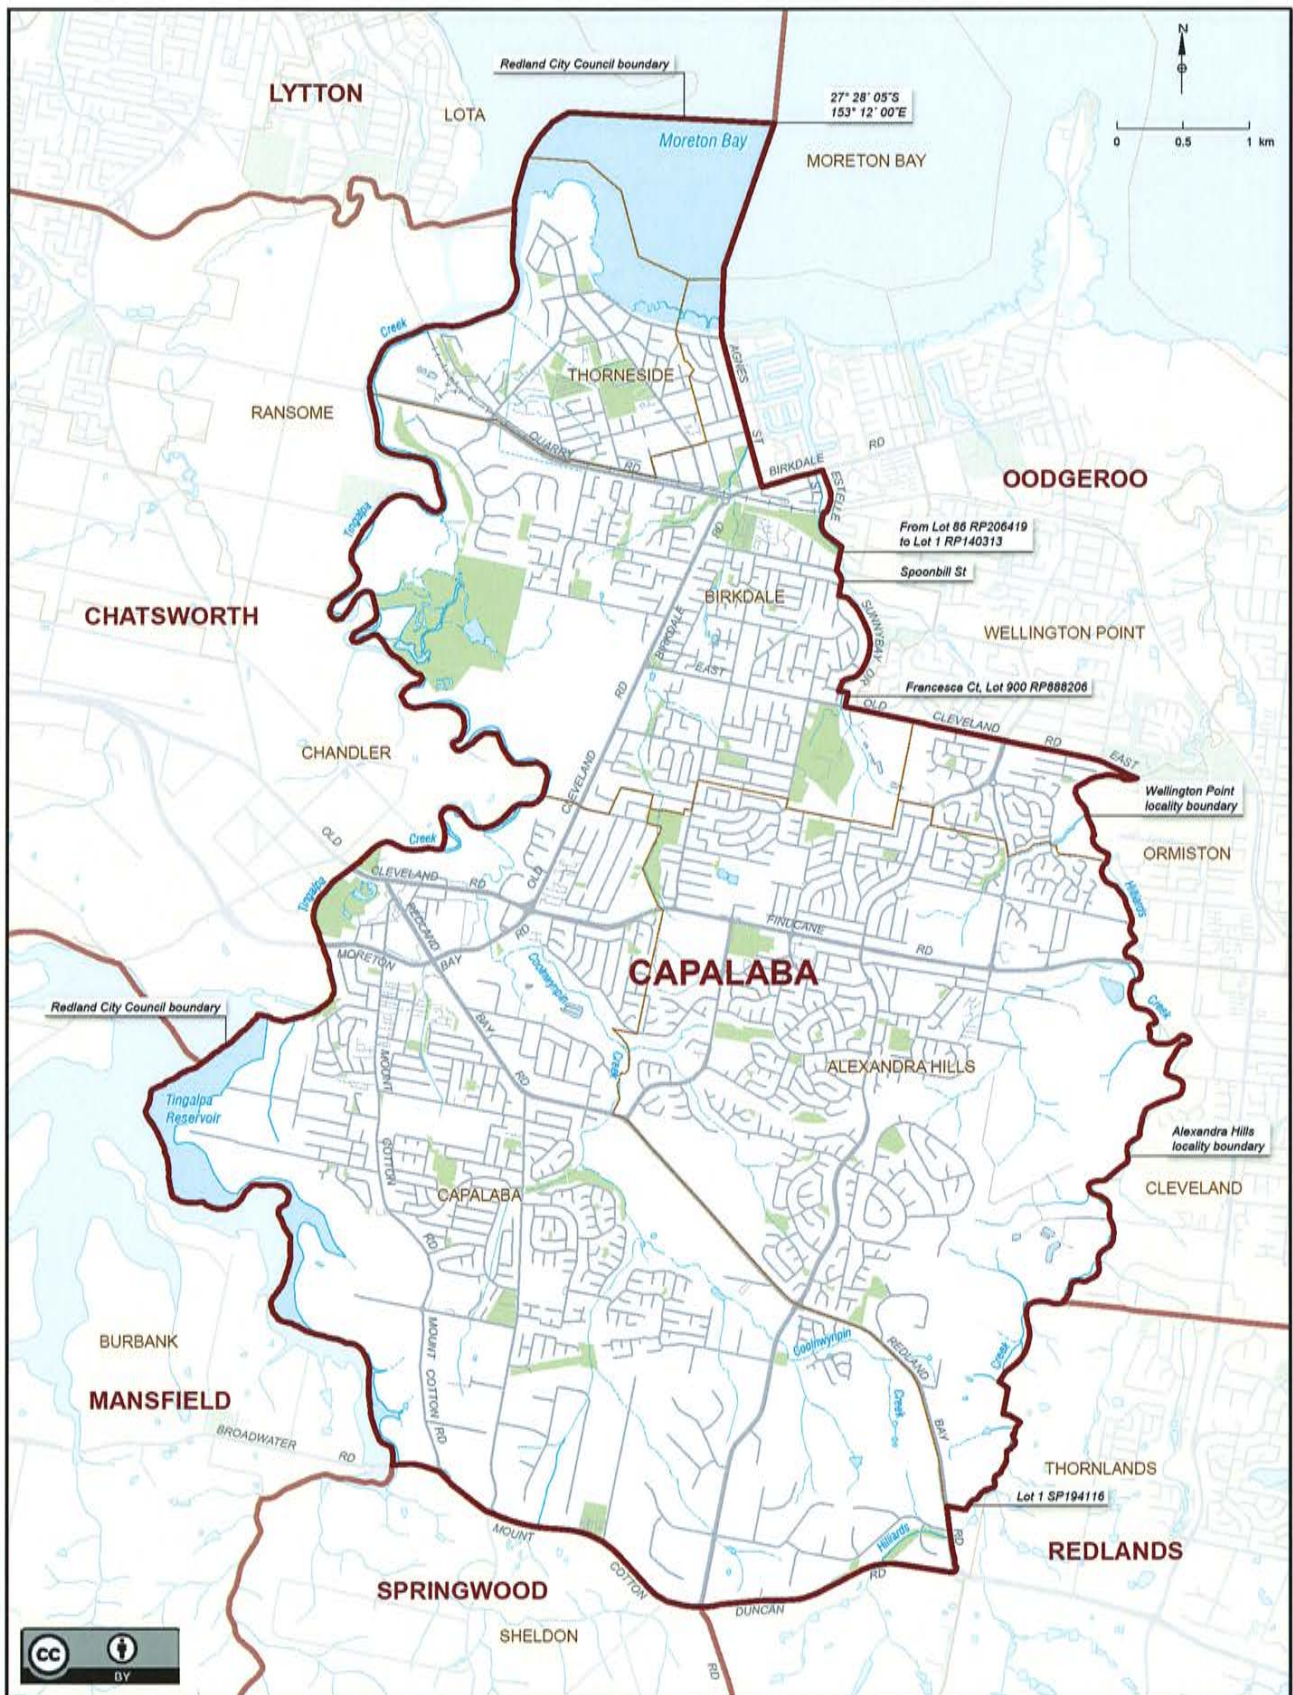 Redland City Council boundary
N
LYTTON
LOTA
27° 28' 05"S
153° 12' 00"E
Moreton Bay
MORETON BAY
0 0.5 1 km
Creek
AGNES
ST
THORNESIDE
RANSOME
QUARRY
RD
BIRKDALE
RD
ESTELLE
ST
OODGEROO
Tingalpa
From Lot 86 RP206419
to Lot 1 RP140313
Spoonbill St
RD
BIRKDALE
CHATSWORTH
BIRKDALE
SUNNYBAY DR
WELLINGTON POINT
EAST
RD
Francesca Ct, Lot 900 RP888206
OLD
CLEVELAND
RD
EAST
CHANDLER
CLEVELAND
Wellington Point
locality boundary
OLD
Creek
ORMISTON
Tingalpa
CLEVELAND
RD
OLD
Hilliards
REDLAND
RD
FINUCANE
RD
MORETON
BAY
Coolnwynpin
CAPALABA
Redland City Council boundary
BAY
Creek
MOUNT
Creek
RD
ALEXANDRA HILLS
Tingalpa
Reservoir
Alexandra Hills
locality boundary
COTTON
CAPALABA
CLEVELAND
RD
BURBANK
MOUNT COTTON
RD
Coolnwynpin
REDLAND
Creek
MANSFIELD
Creek
BAY
BROADWATER
RD
THORNLANDS
Lot 1 SP194116
MOUNT
Hilliards
RD
REDLANDS
COTTON
RD
SPRINGWOOD
DUNCAN
SHELDON
RD
cc
BY